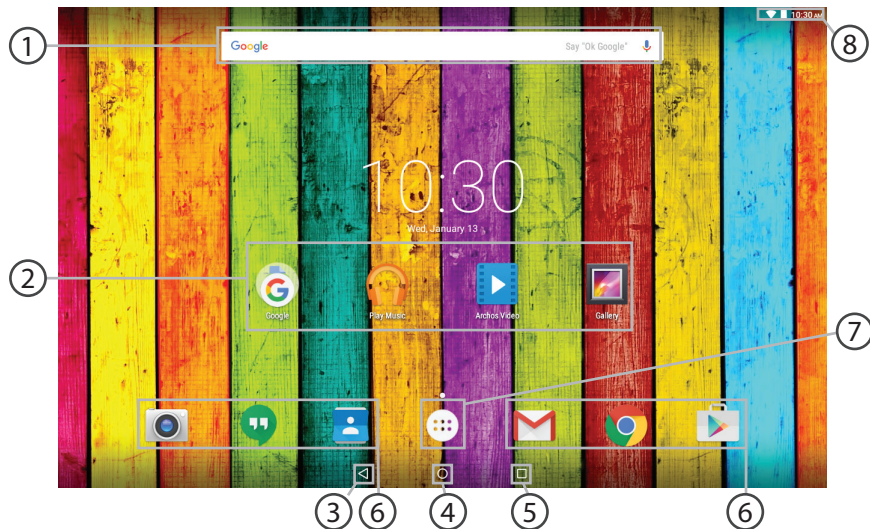 10:30 AM
Google Say "Ok Google"
1
8
10:30
Wed, January 13
2
Google Play Music Archos Video Gallery
7
3 6 4 5 6